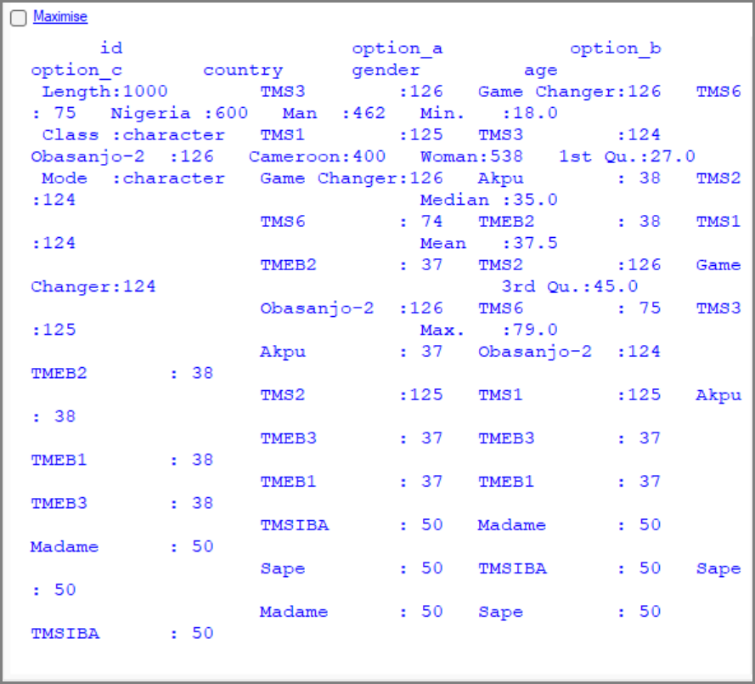 Maximise
id option_a option_b
option_c country gender age
Length:1000 TMS3 :126 Game Changer:126 TMS6
: 75 Nigeria :600 Man :462 Min. :18.0
Class :character TMS1 :125 TMS3 :124
Obasanjo-2 :126 Cameroon:400 Woman:538 1st Qu.:27.0
Mode :character Game Changer:126 Akpu : 38 TMS2
:124 Median :35.0
TMS6 : 74 TMEB2 : 38 TMS1
:124 Mean :37.5
TMEB2 : 37 TMS2 :126 Game
Changer:124 3rd Qu.:45.0
Obasanjo-2 :126 TMS6 : 75 TMS3
:125 Max. :79.0
Akpu : 37 Obasanjo-2 :124
TMEB2 : 38
TMS2 :125 TMS1 :125 Akpu
: 38
TMEB3 : 37 TMEB3 : 37
TMEB1 : 38
TMEB1 : 37 TMEB1 : 37
TMEB3 : 38
TMSIBA : 50 Madame : 50
Madame : 50
Sape : 50 TMSIBA : 50 Sape
: 50
Madame : 50 Sape : 50
TMSIBA : 50